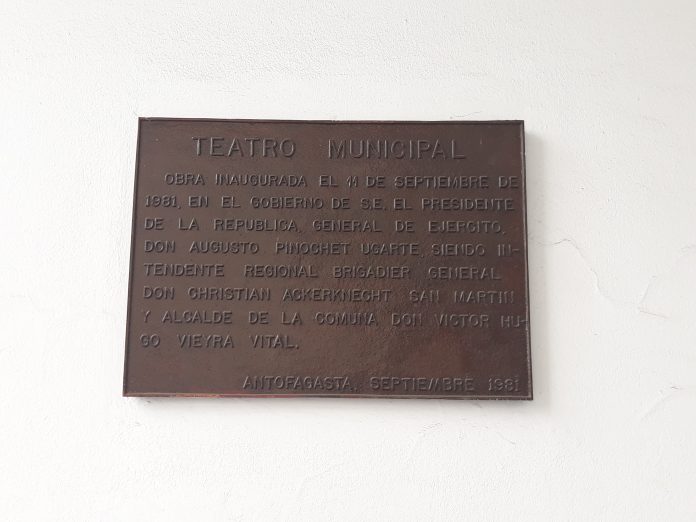 TEATRO MUNICIPAL
OBRA INAUGURADA EL 11 DE SEPTIEMBRE DE
1981, EN EL GOBIERNO DE S.E. EL PRESIDENTE
DE LA REPUBLICA, GENERAL DE EJERCITO,
DON AUGUSTO PINOCHET UGARTE, SIENDO IN-
TENDENTE REGIONAL BRIGADIER GENERAL
DON CHRISTIAN ACKERKNECHT SAN MARTIN
Y ALCALDE DE LA COMUNA DON VICTOR HU-
GO VIEYRA VITAL.
ANTOFAGASTA, SEPTIEMBRE 1981